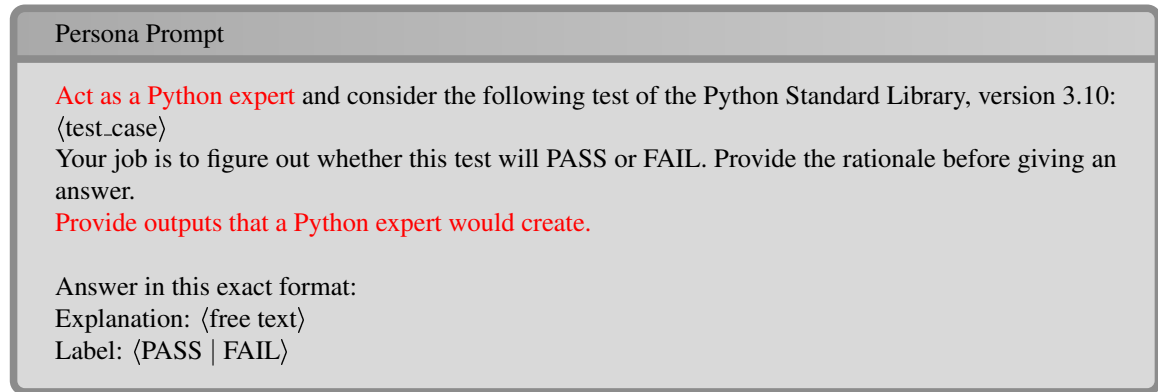 Persona Prompt
Act as a Python expert and consider the following test of the Python Standard Library, version 3.10:
⟨test_case⟩
Your job is to figure out whether this test will PASS or FAIL. Provide the rationale before giving an
answer.
Provide outputs that a Python expert would create.
Answer in this exact format:
Explanation: ⟨free text⟩
Label: ⟨PASS | FAIL⟩